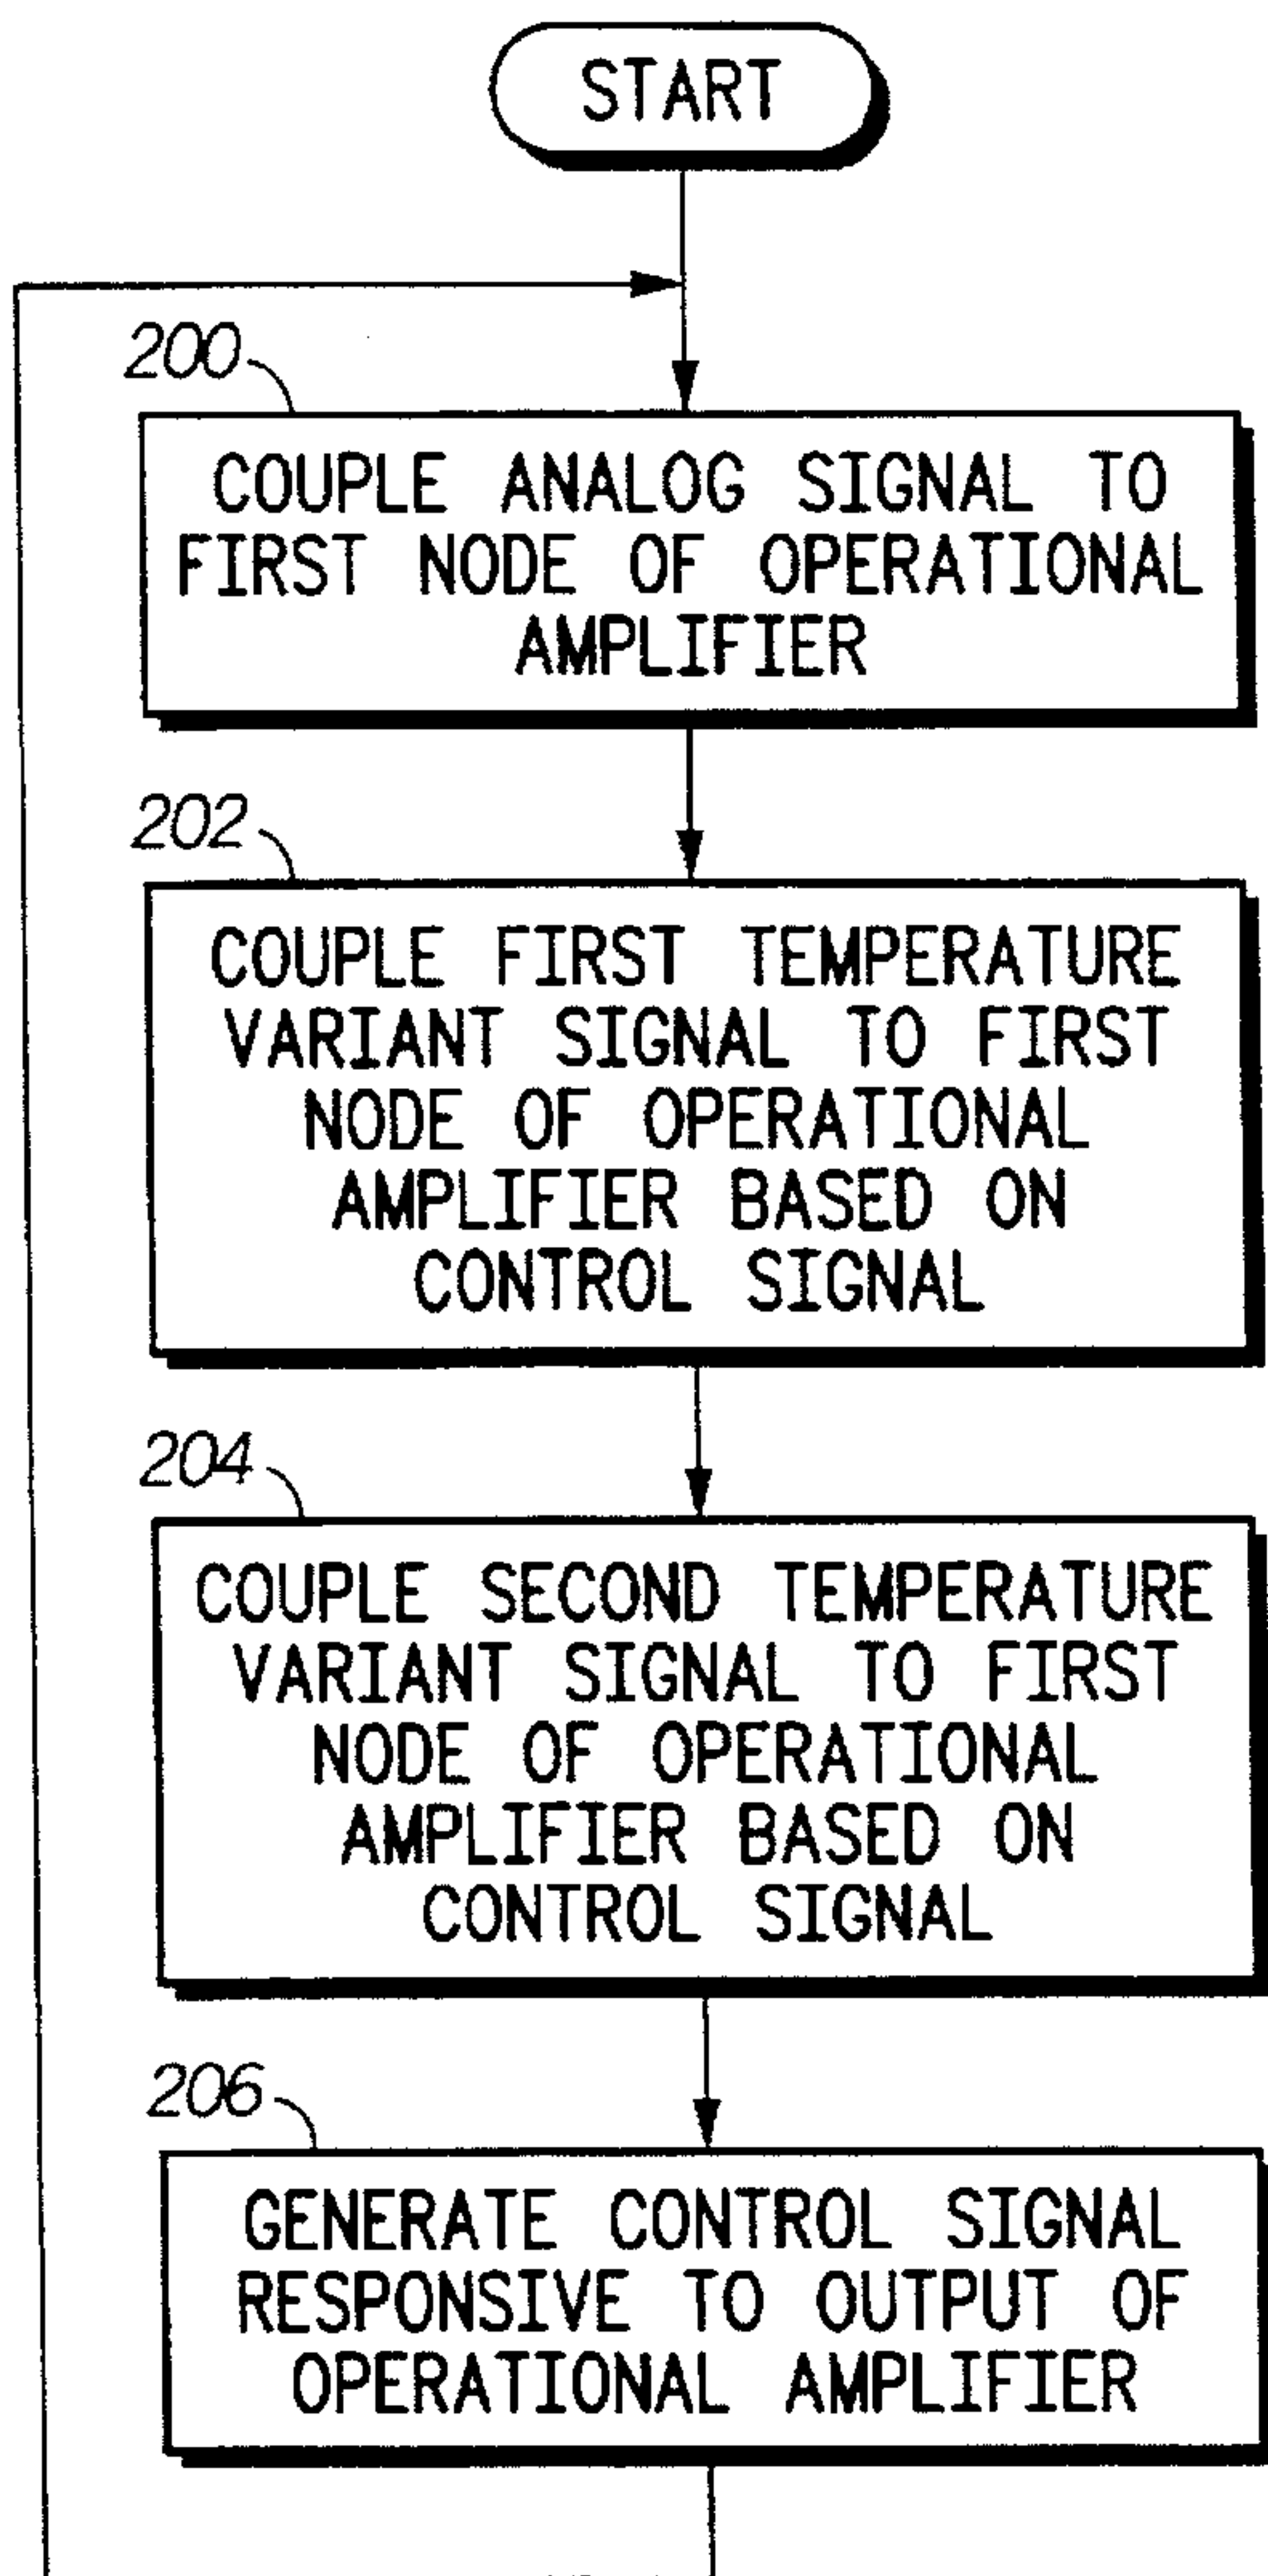 START
200
COUPLE ANALOG SIGNAL TO
FIRST NODE OF OPERATIONAL
AMPLIFIER
202
COUPLE FIRST TEMPERATURE
VARIANT SIGNAL TO FIRST
NODE OF OPERATIONAL
AMPLIFIER BASED ON
CONTROL SIGNAL
204
COUPLE SECOND TEMPERATURE
VARIANT SIGNAL TO FIRST
NODE OF OPERATIONAL
AMPLIFIER BASED ON
CONTROL SIGNAL
206
GENERATE CONTROL SIGNAL
RESPONSIVE TO OUTPUT OF
OPERATIONAL AMPLIFIER